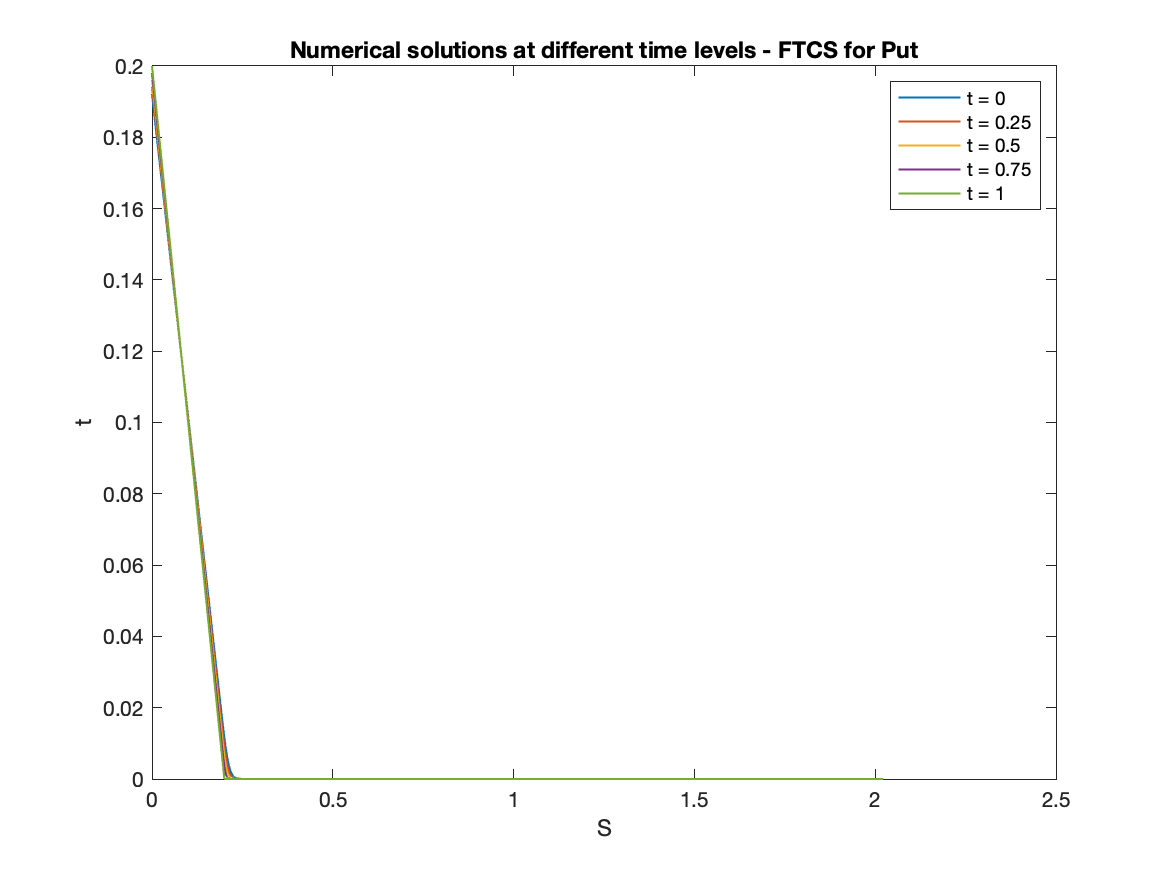 Numerical solutions at different time levels - FTCS for Put
0.2
0.18
0.16
0.14
0.12
0.1
0.08
0.06
0.04
0.02
0
t
t = 0
t = 0.25
t = 0.5
t = 0.75
t = 1
0 0.5 1 1.5 2 2.5
S